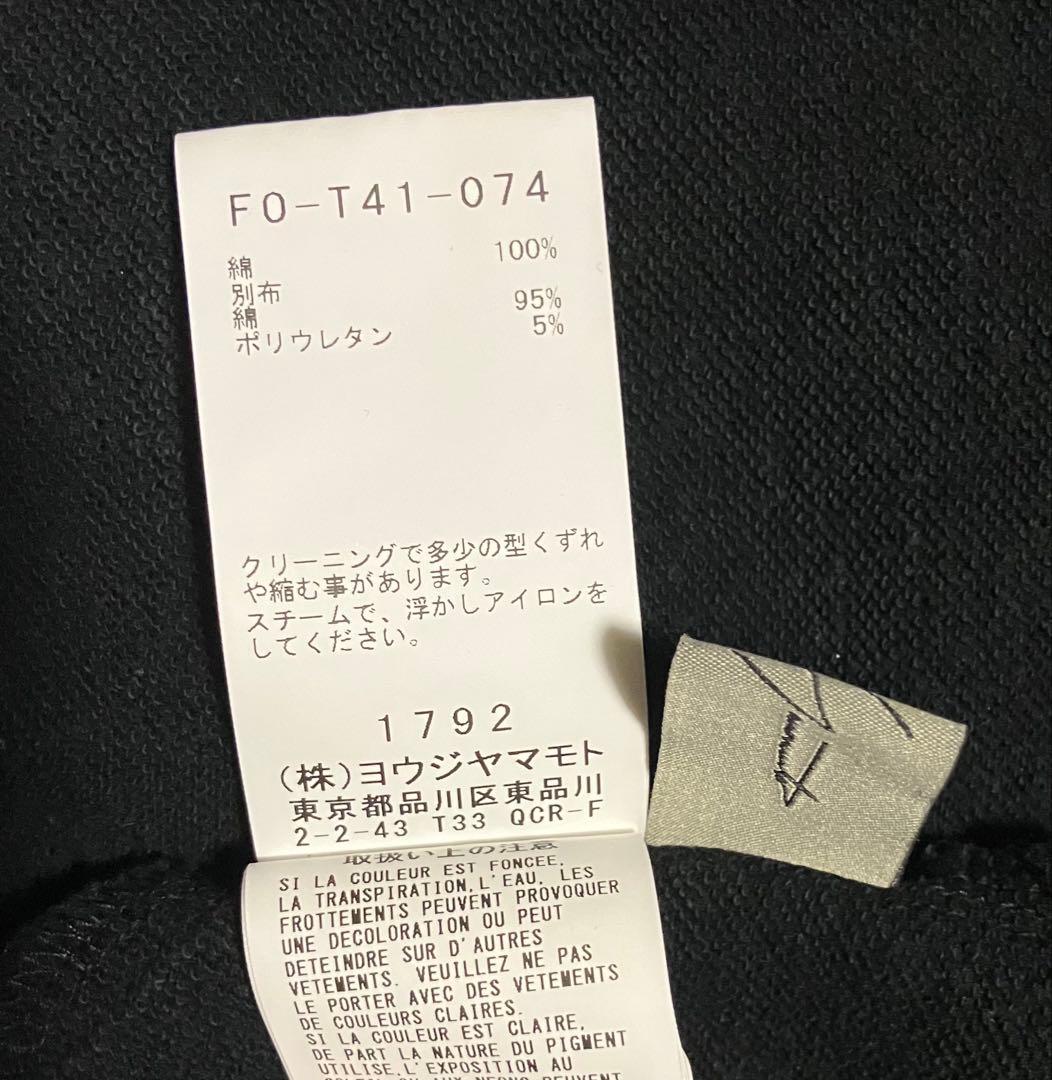 FO-T41-074
綿 100%
別布
綿 95%
ポリウレタン 5%
クリーニングで多少の型くずれ
や縮む事があります。
スチームで、浮かしアイロンを
してください。
1792
(株)ヨウジヤマモト
東京都品川区東品川
2-2-43 T33 QCR-F
取扱い上の注意
SI LA COULEUR EST FONCEE,
LA TRANSPIRATION,L'EAU, LES
FROTTEMENTS PEUVENT PROVOQUER
UNE DECOLORATION OU PEUT
DETEINDRE SUR D'AUTRES
VETEMENTS. VEUILLEZ NE PAS
LE PORTER AVEC DES VETEMENTS
DE COULEURS CLAIRES.
SI LA COULEUR EST CLAIRE,
DE PART LA NATURE DU PIGMENT
UTILISE,L'EXPOSITION AU
PEUVENT